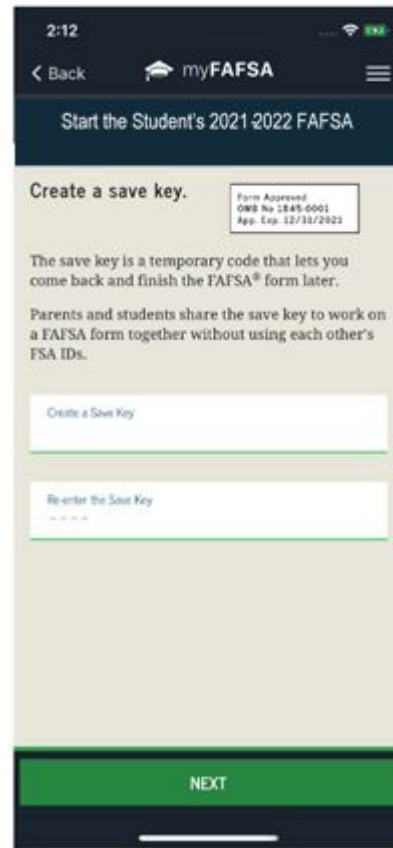 2:12
Back
myFAFSA
Start the Student's 2021-2022 FAFSA
Create a save key.
Form Approved
OMB No 1845-0001
App. Exp. 12/31/2021
The save key is a temporary code that lets you
come back and finish the FAFSA® form later.
Parents and students share the save key to work on
a FAFSA form together without using each other's
FSA IDs.
Create a Save Key
Re-enter the Save Key
NEXT